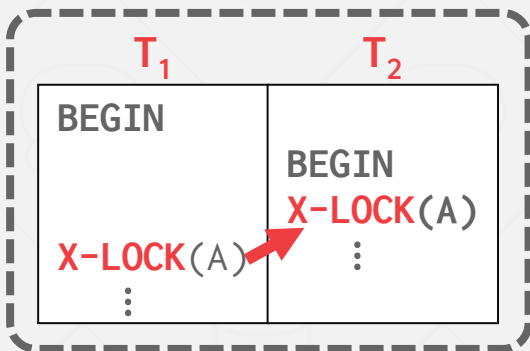 T1 T2
BEGIN
BEGIN
X-LOCK(A)
X-LOCK(A)
⋮
⋮